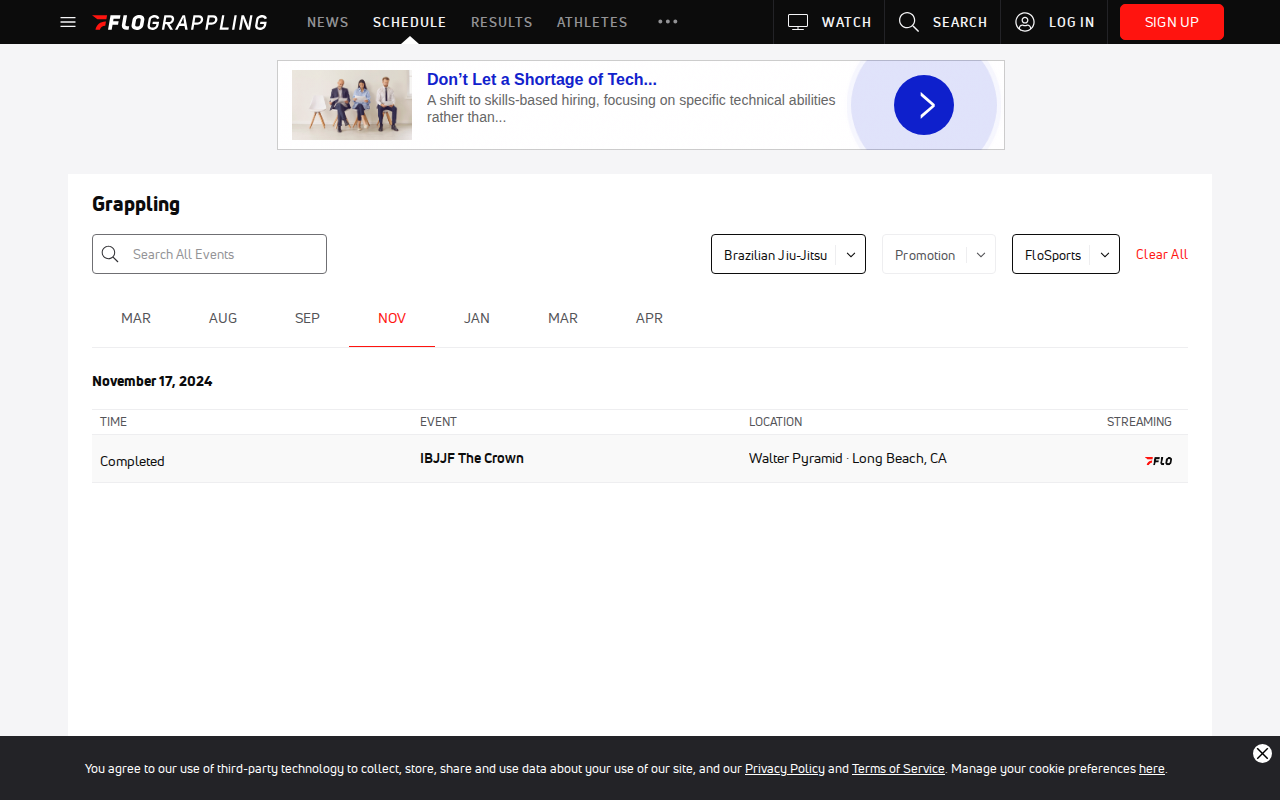 FLOGRAPPLING NEWS SCHEDULE RESULTS ATHLETES WATCH SEARCH LOG IN SIGN UP
Don’t Let a Shortage of Tech...
A shift to skills-based hiring, focusing on specific technical abilities
rather than...
Grappling
Search All Events Brazilian Jiu-Jitsu Promotion FloSports Clear All
MAR AUG SEP NOV JAN MAR APR
November 17, 2024
TIME EVENT LOCATION STREAMING
Completed IBJJF The Crown Walter Pyramid · Long Beach, CA FLO
You agree to our use of third-party technology to collect, store, share and use data about your use of our site, and our Privacy Policy and Terms of Service. Manage your cookie preferences here.